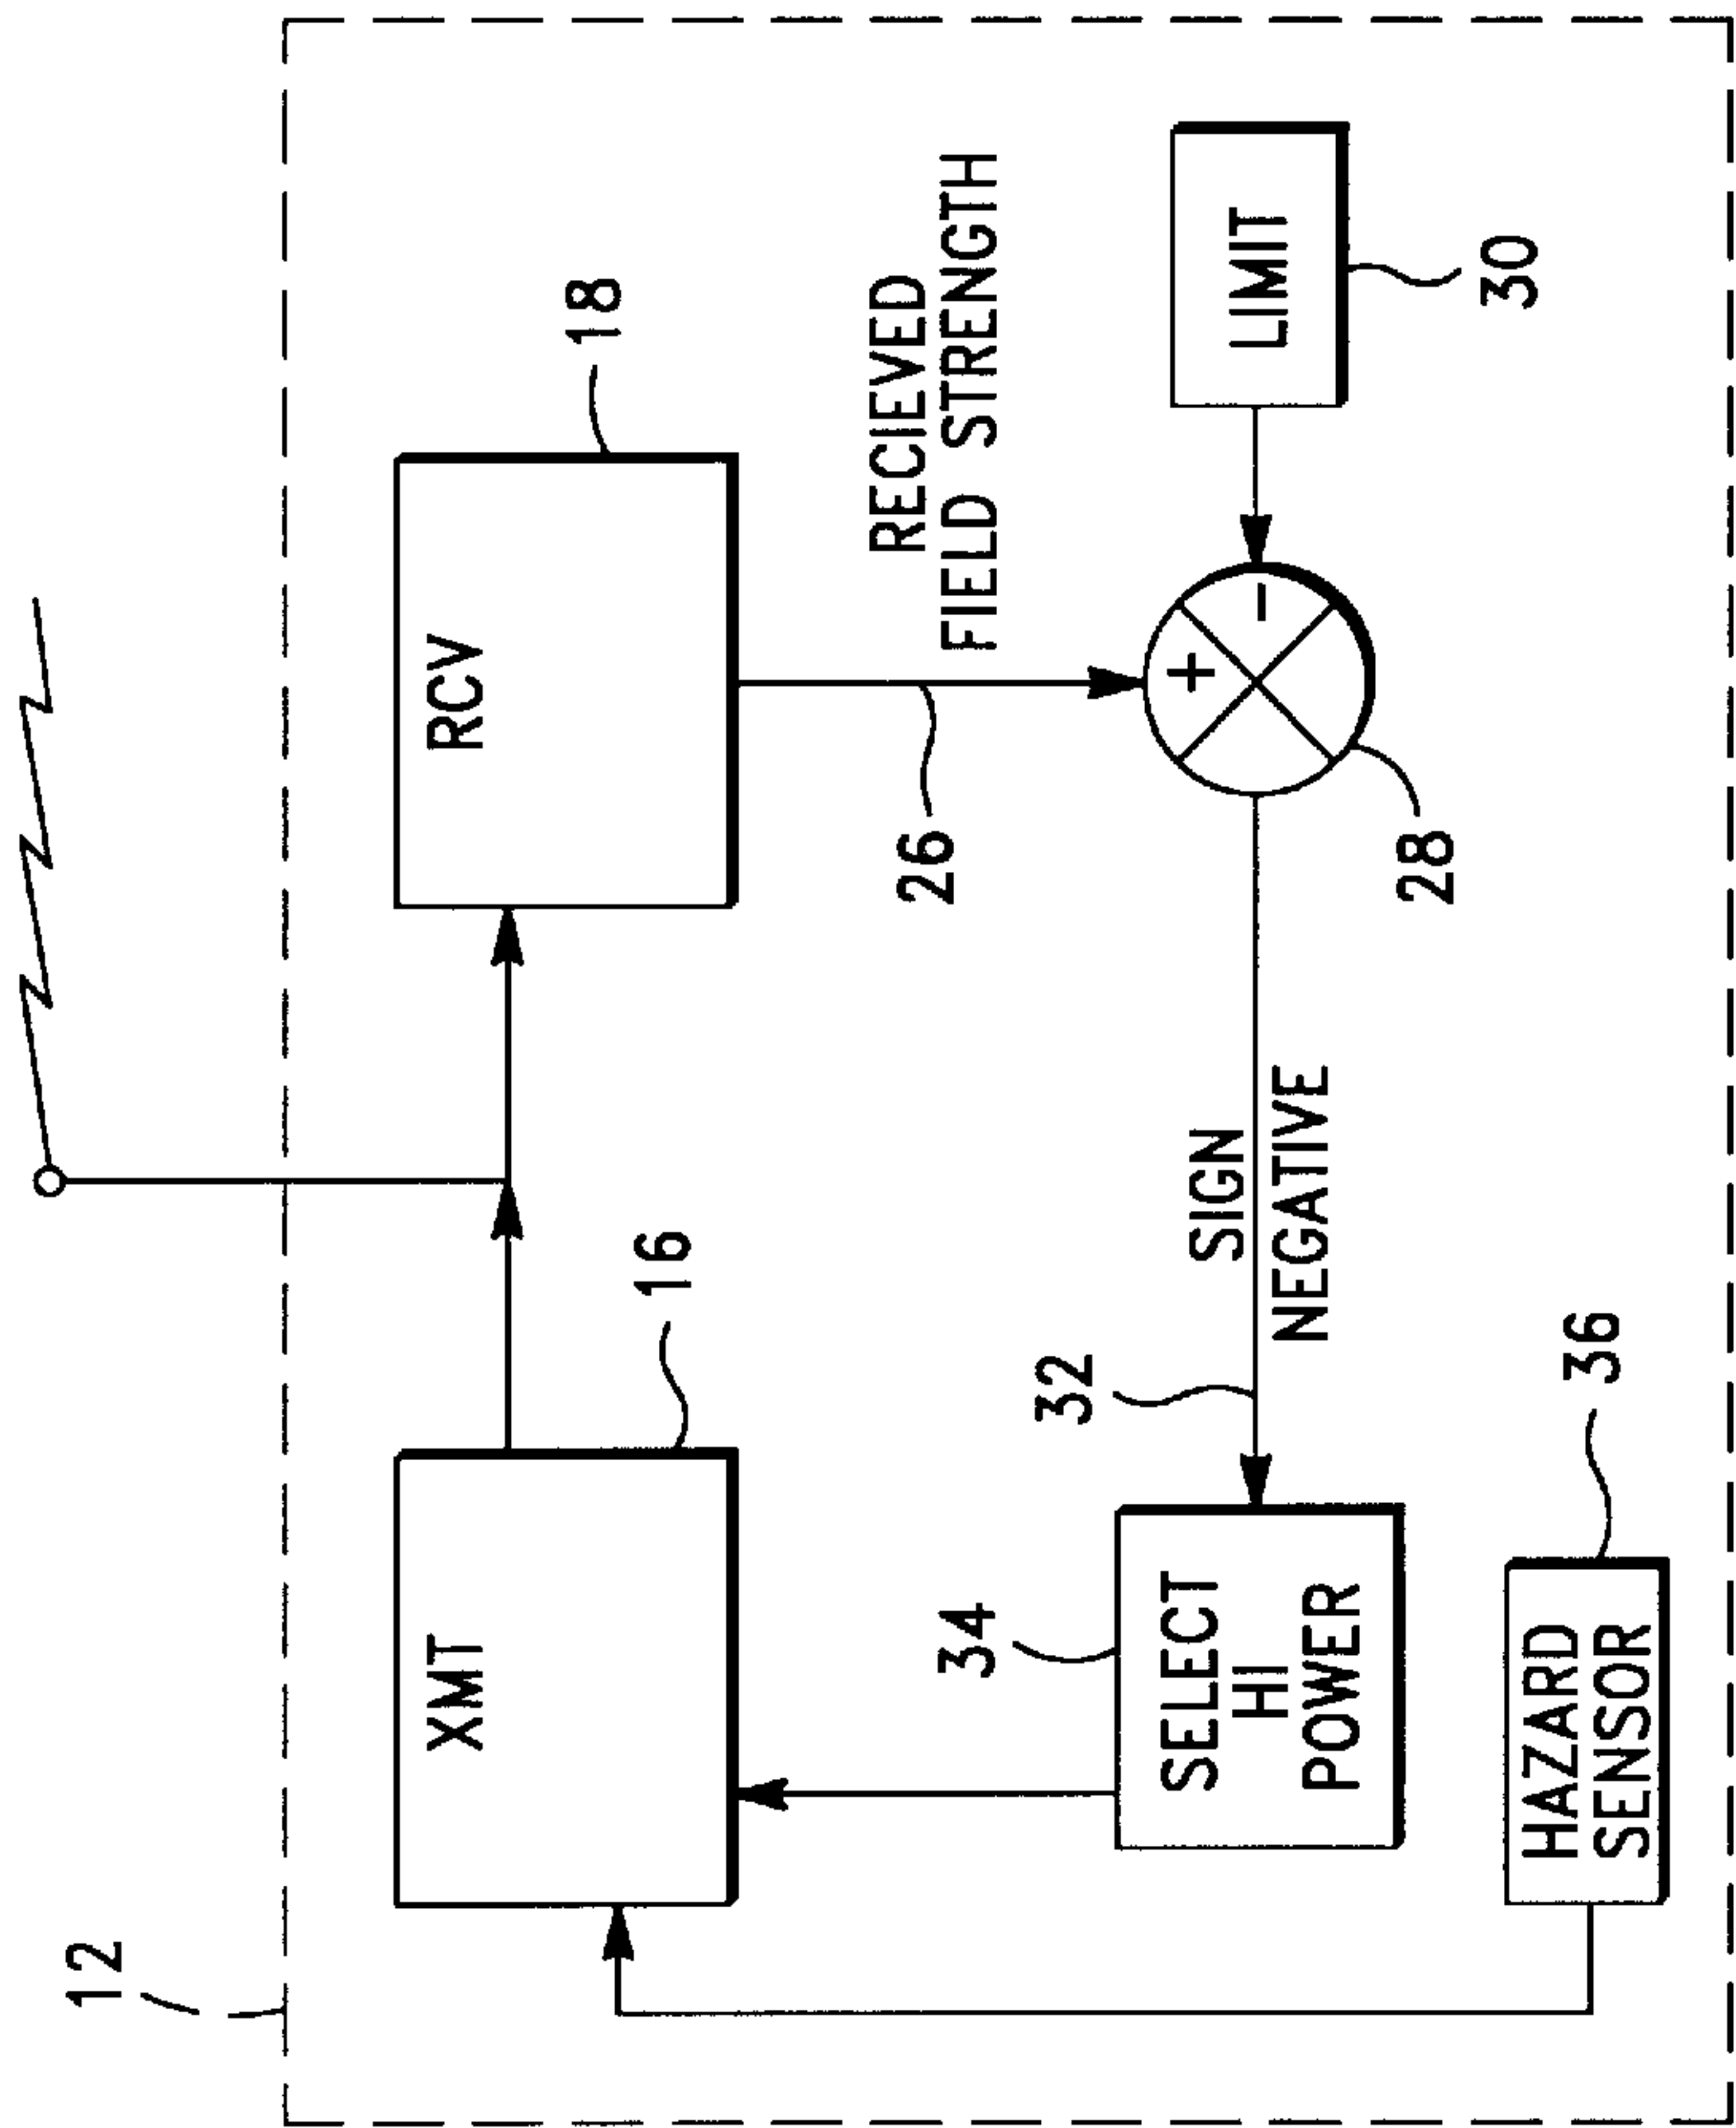 12
XMT
16
RCV
18
26
RECIEVED
FIELD STRENGTH
34
SELECT
HI
POWER
32
SIGN
NEGATIVE
28
+
-
LIMIT
30
HAZARD
SENSOR
36